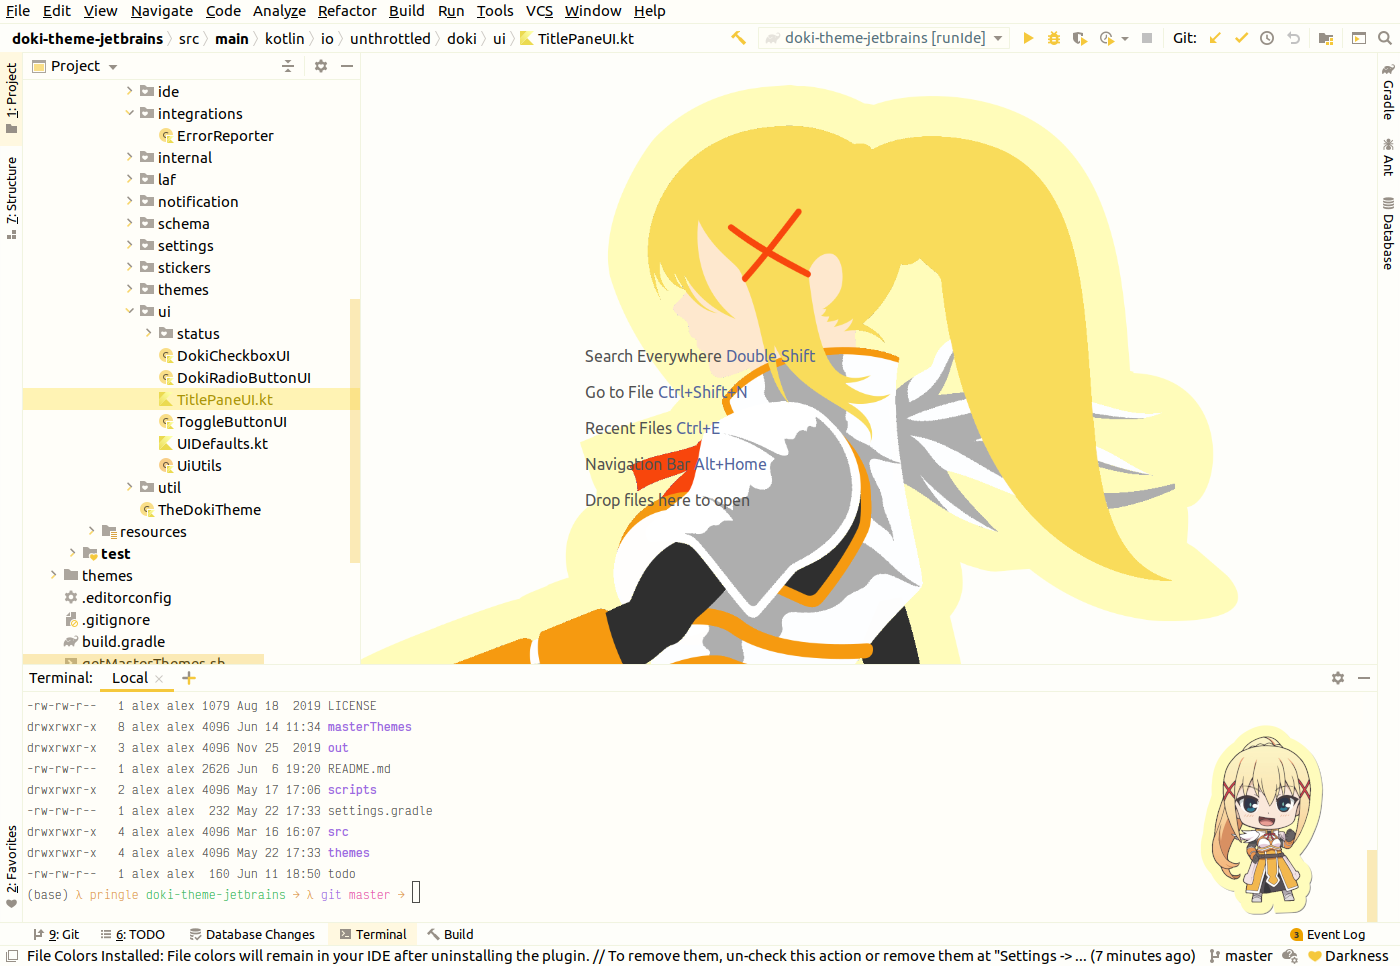 File Edit View Navigate Code Analyze Refactor Build Run Tools VCS Window Help
doki-theme-jetbrains src main kotlin io unthrottled doki ui TitlePaneUI.kt doki-theme-jetbrains [runIde] Git:
1: Project
7: Structure
2: Favorites
Project
ide
integrations
ErrorReporter
internal
laf
notification
schema
settings
stickers
themes
ui
status
DokiCheckboxUI
DokiRadioButtonUI
TitlePaneUI.kt
ToggleButtonUI
UIDefaults.kt
UiUtils
util
TheDokiTheme
resources
test
themes
.editorconfig
.gitignore
build.gradle
getMasterThemes.sh
Search Everywhere Double Shift
Go to File Ctrl+Shift+N
Recent Files Ctrl+E
Navigation Bar Alt+Home
Drop files here to open
Gradle
Ant
Database
Terminal: Local
-rw-rw-r-- 1 alex alex 1079 Aug 18 2019 LICENSE
drwxrwxr-x 8 alex alex 4096 Jun 14 11:34 masterThemes
drwxrwxr-x 3 alex alex 4096 Nov 25 2019 out
-rw-rw-r-- 1 alex alex 2626 Jun 6 19:20 README.md
drwxrwxr-x 2 alex alex 4096 May 17 17:06 scripts
-rw-rw-r-- 1 alex alex 232 May 22 17:33 settings.gradle
drwxrwxr-x 4 alex alex 4096 Mar 16 16:07 src
drwxrwxr-x 4 alex alex 4096 May 22 17:33 themes
-rw-rw-r-- 1 alex alex 160 Jun 11 18:50 todo
(base) λ pringle doki-theme-jetbrains → λ git master →
9: Git 6: TODO Database Changes Terminal Build 3 Event Log
File Colors Installed: File colors will remain in your IDE after uninstalling the plugin. // To remove them, un-check this action or remove them at "Settings -> ... (7 minutes ago) master Darkness